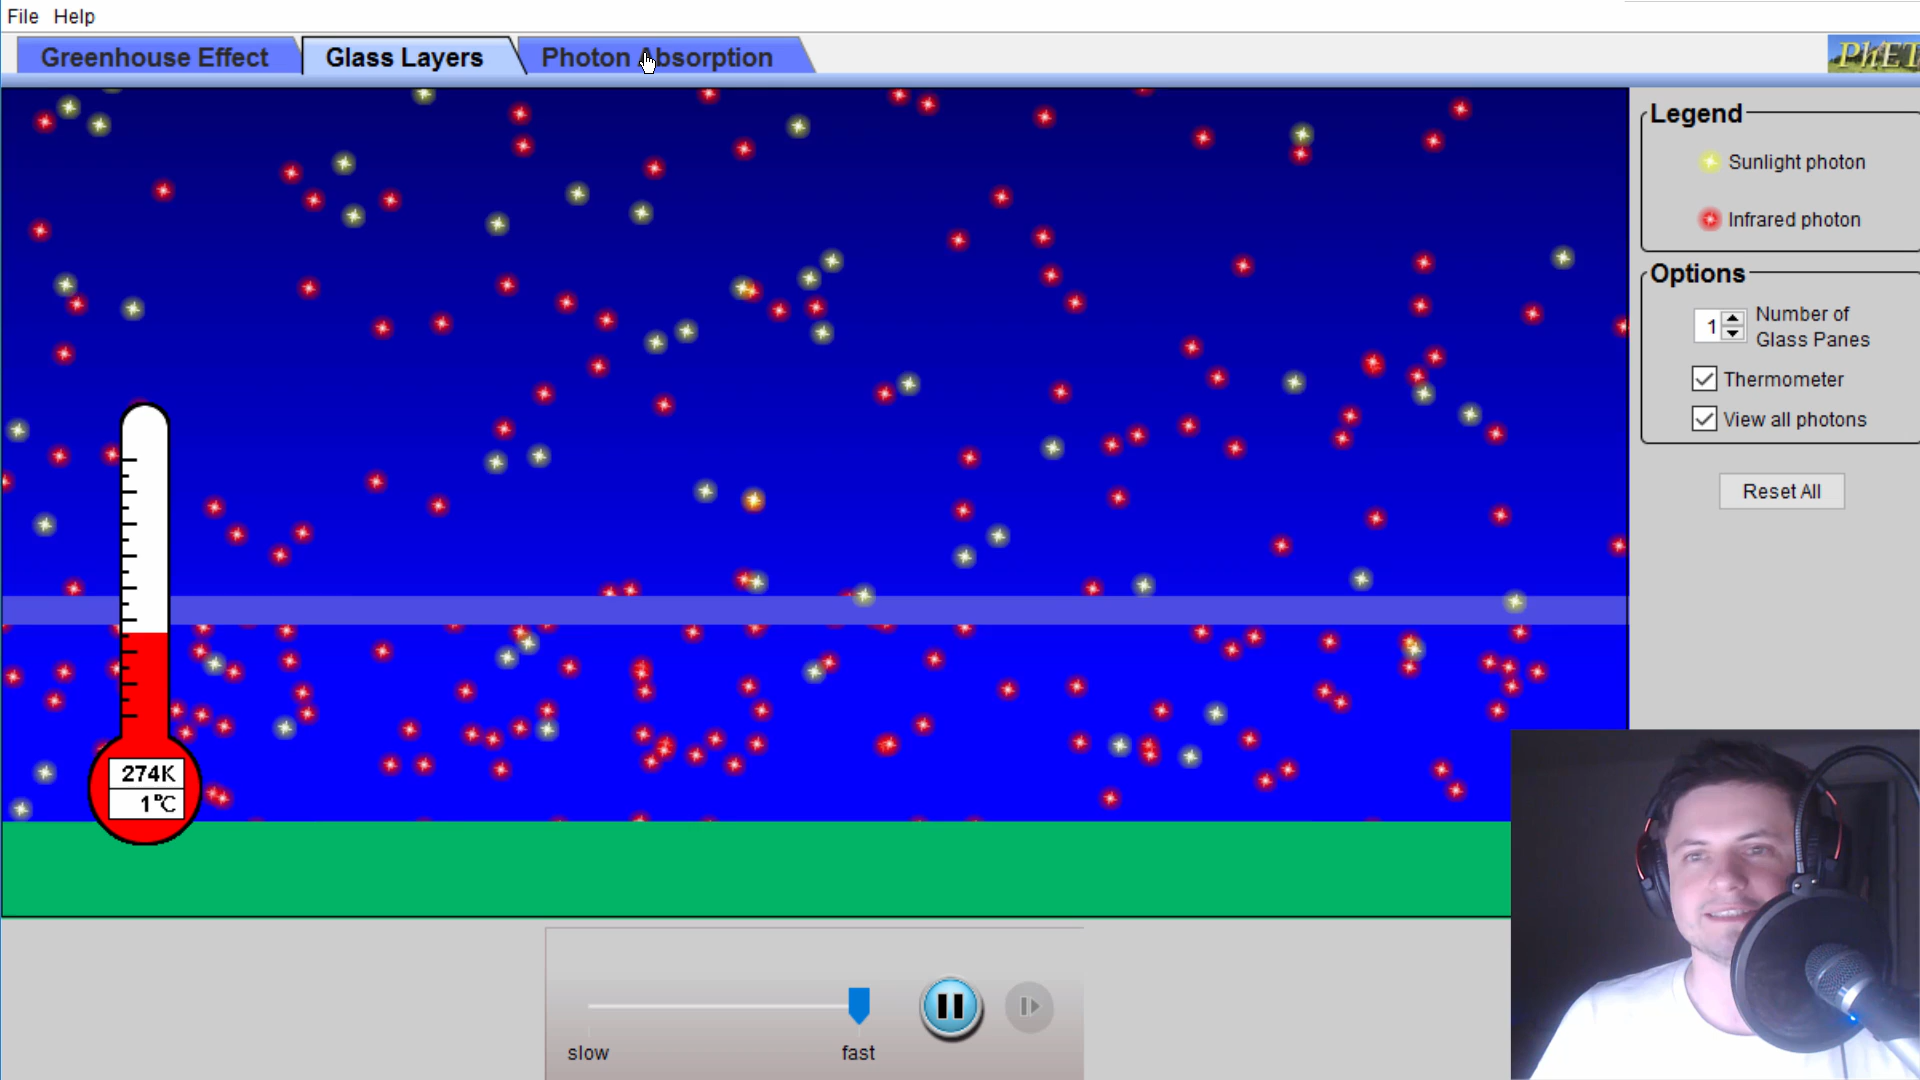 File Help
Greenhouse Effect Glass Layers Photon Absorption
PhET
Legend
Sunlight photon
Infrared photon
Options
1 Number of
Glass Panes
Thermometer
View all photons
Reset All
274K
1°C
slow fast